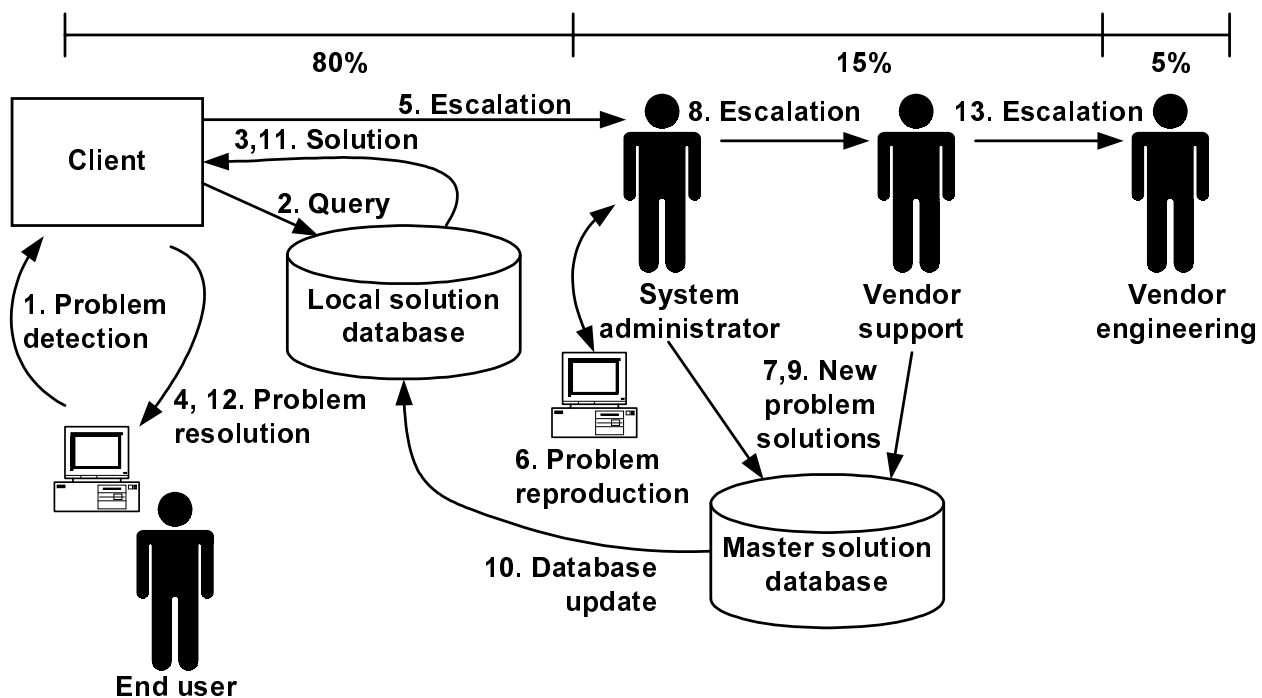 80%
15%
5%
5. Escalation
8. Escalation
13. Escalation
3,11. Solution
Client
2. Query
1. Problem
detection
Local solution
database
System
administrator
Vendor
support
Vendor
engineering
4, 12. Problem
resolution
7,9. New
problem
solutions
6. Problem
reproduction
Master solution
database
10. Database
update
End user